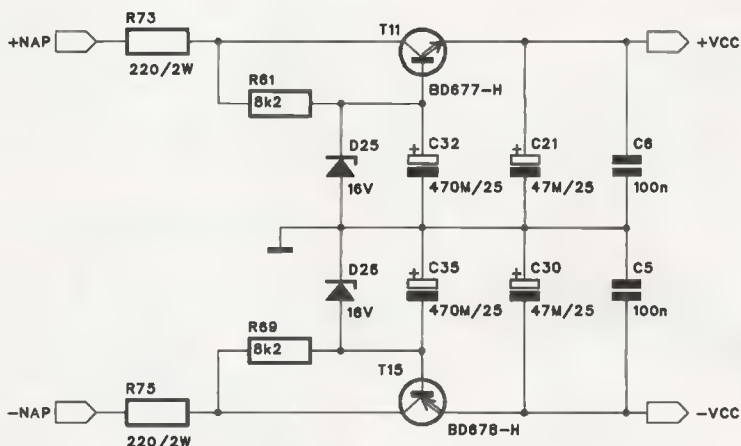 R73
T11
+NAP
+VCC
220/2W
BD677-H
R61
8k2
D25
C32
C21
C6
16V
470M/25
47M/25
100n
D26
C35
C30
C5
16V
470M/25
47M/25
100n
R69
8k2
T15
R75
-NAP
-VCC
220/2W
BD678-H